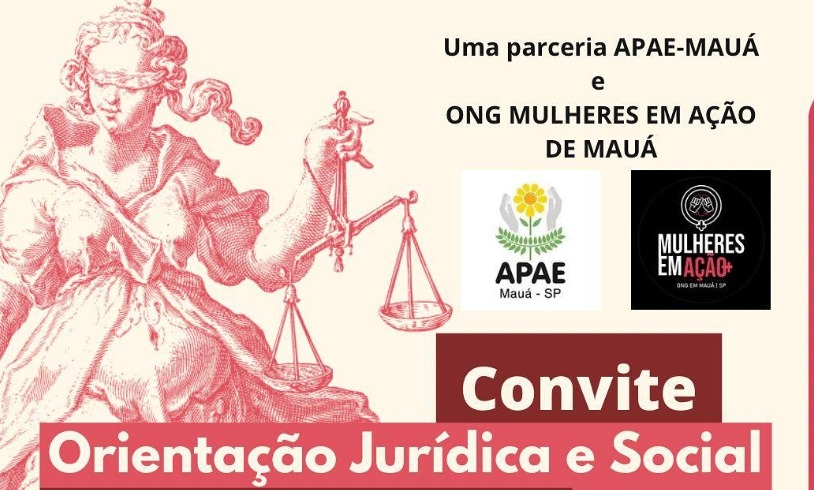 Uma parceria APAE-MAUÁ
e
ONG MULHERES EM AÇÃO
DE MAUÁ
APAE
Mauá - SP
MULHERES
EM AÇÃO+
ONG EM MAUÁ | SP
Convite
Orientação Jurídica e Social